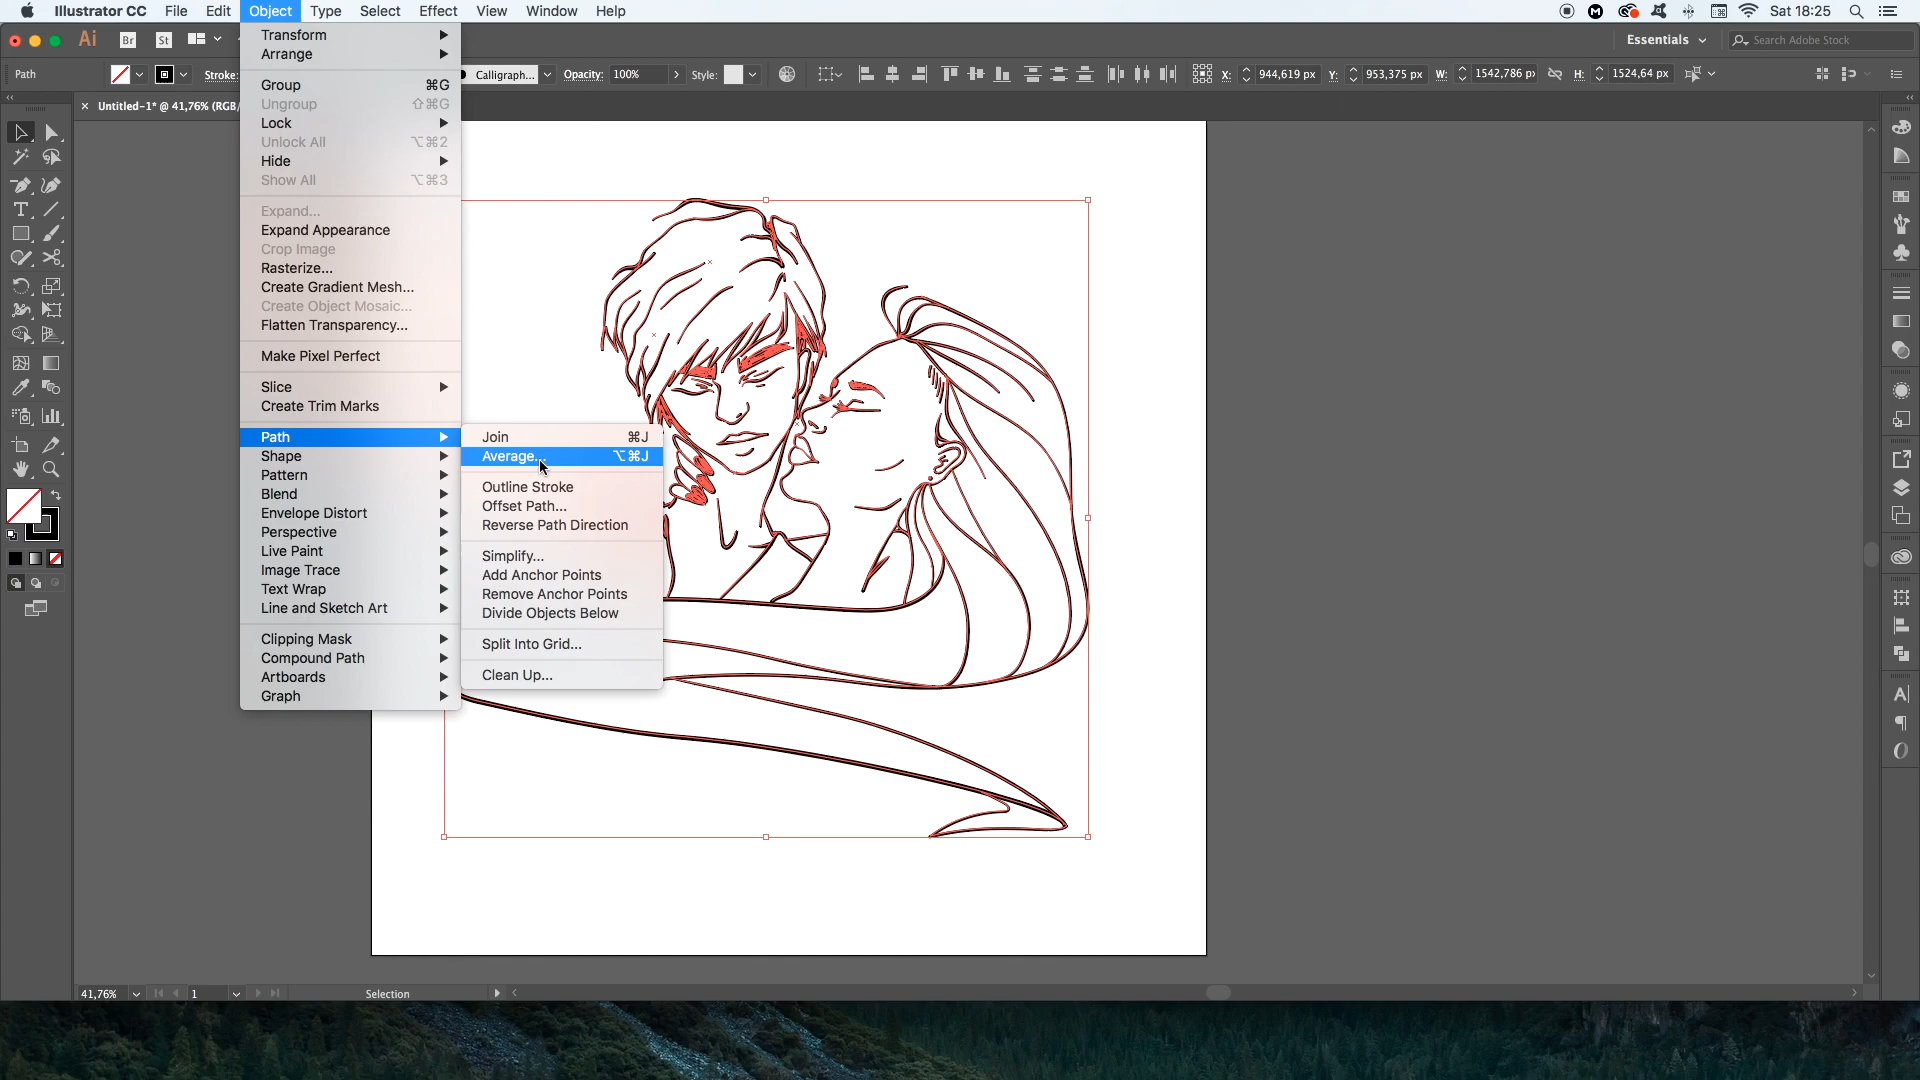 Illustrator CC File Edit Object Type Select Effect View Window Help
Sat 18:25
Ai Br St
Essentials
Search Adobe Stock
Path
Stroke:
Calligraph...
Opacity: 100%
Style:
X: 944,619 px
Y: 953,375 px
W: 1542,786 p
H: 1524,64 px
Untitled-1* @ 41,76% (RGB/
Transform
Arrange
Group ⌘G
Ungroup ⇧⌘G
Lock
Unlock All ⌥⌘2
Hide
Show All ⌥⌘3
Expand...
Expand Appearance
Crop Image
Rasterize...
Create Gradient Mesh...
Create Object Mosaic...
Flatten Transparency...
Make Pixel Perfect
Slice
Create Trim Marks
Path
Shape
Pattern
Blend
Envelope Distort
Perspective
Live Paint
Image Trace
Text Wrap
Line and Sketch Art
Clipping Mask
Compound Path
Artboards
Graph
Join ⌘J
Average... ⌥⌘J
Outline Stroke
Offset Path...
Reverse Path Direction
Simplify...
Add Anchor Points
Remove Anchor Points
Divide Objects Below
Split Into Grid...
Clean Up...
41,76%
1
Selection